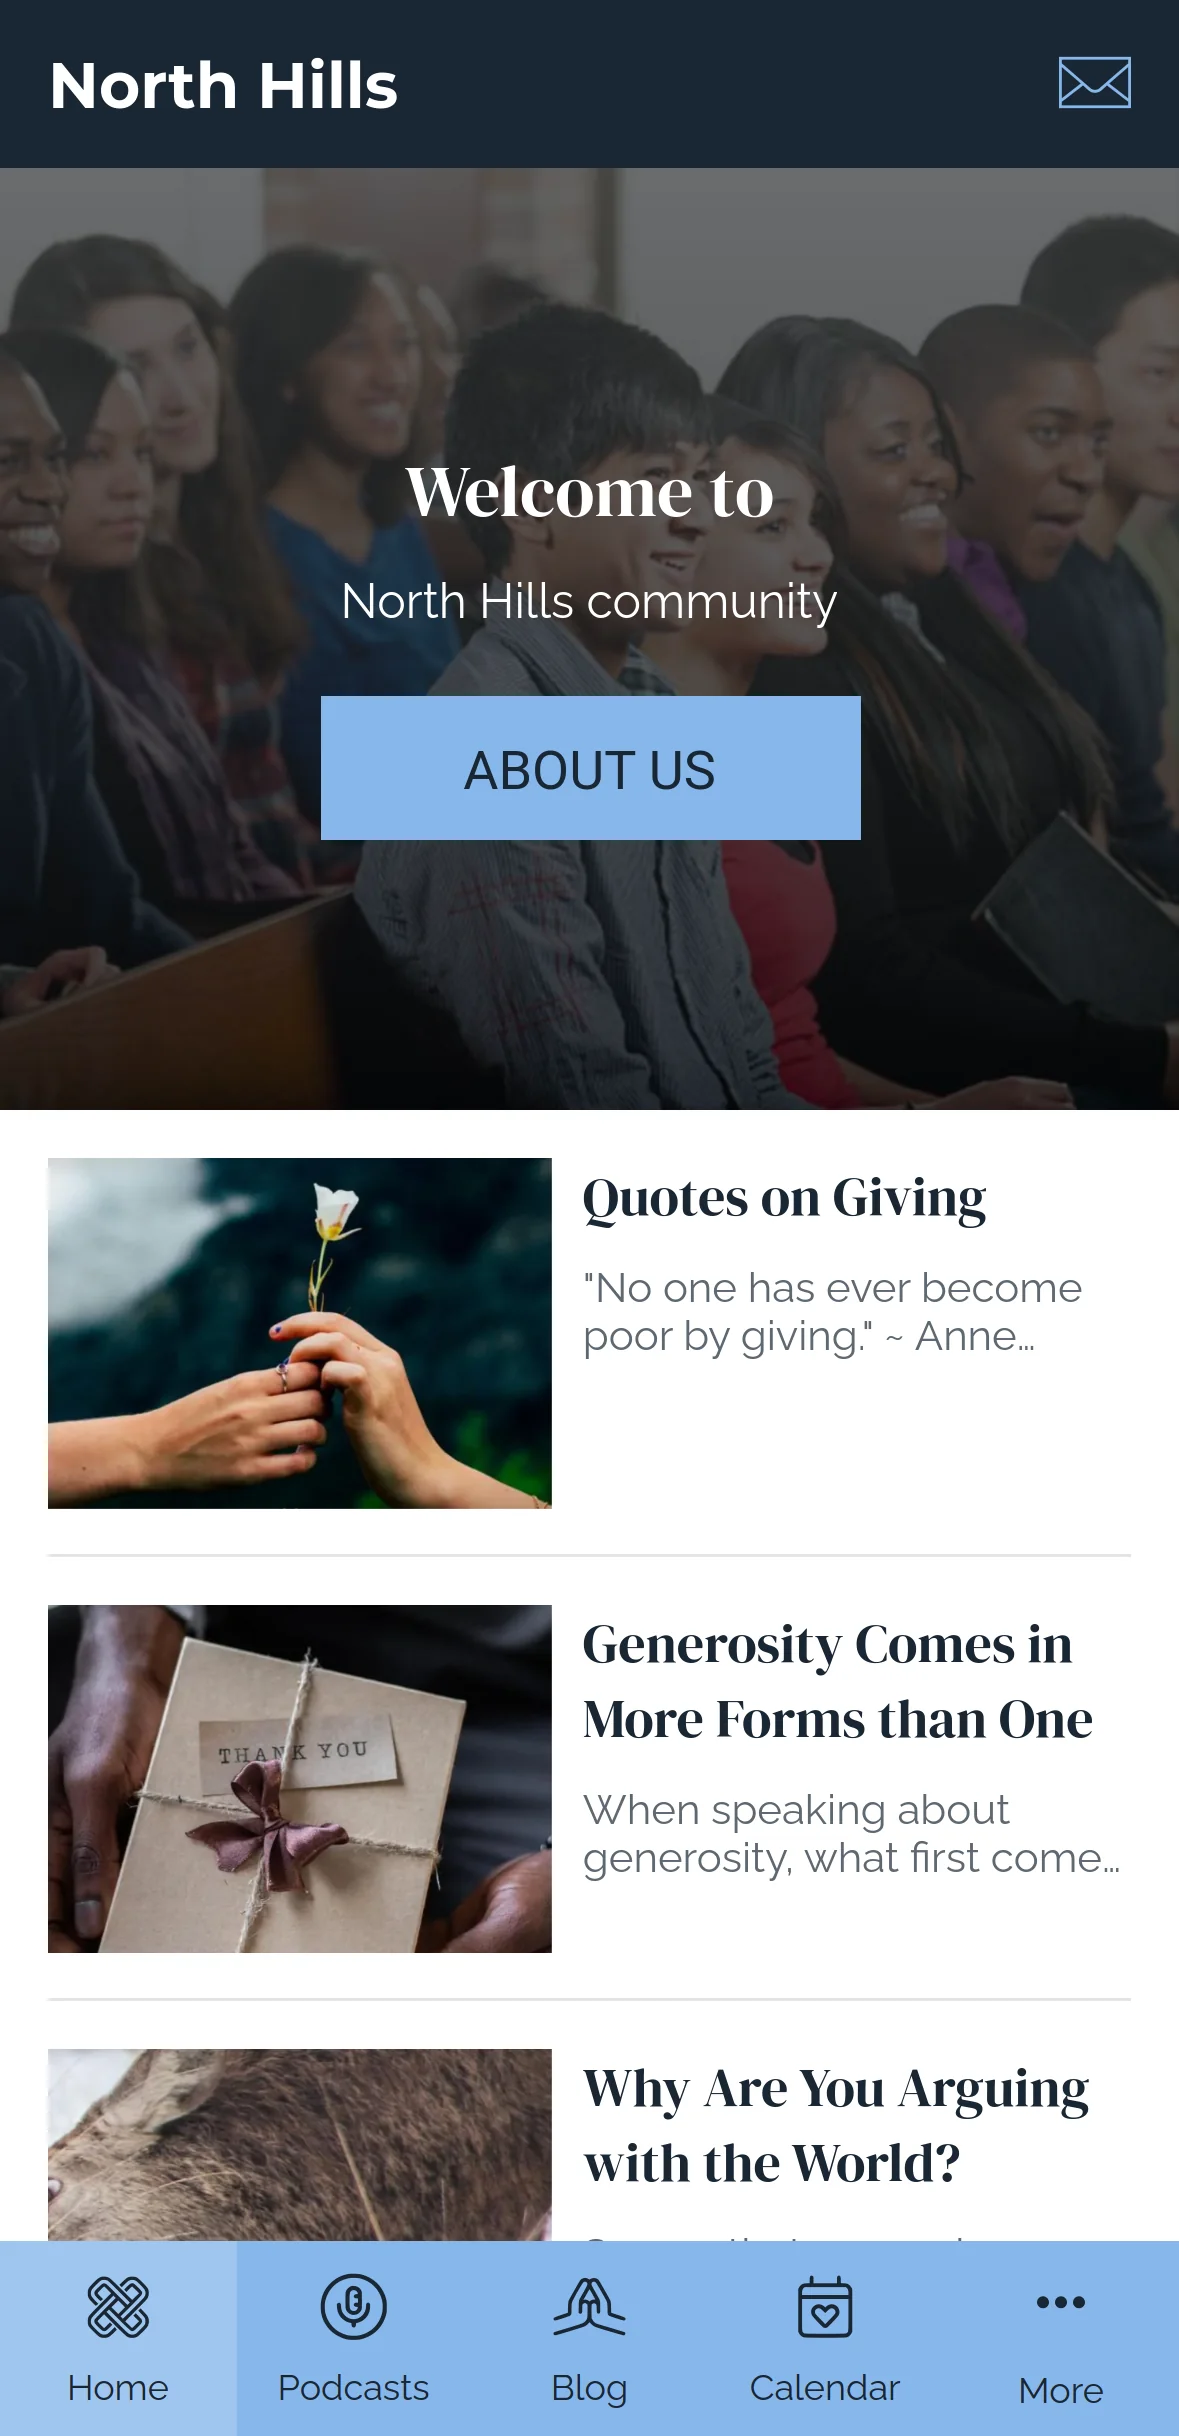 North Hills
Welcome to
North Hills community
ABOUT US
Quotes on Giving
"No one has ever become
poor by giving." ~ Anne...
THANK YOU
Generosity Comes in
More Forms than One
When speaking about
generosity, what first come...
Why Are You Arguing
with the World?
Home
Podcasts
Blog
Calendar
More